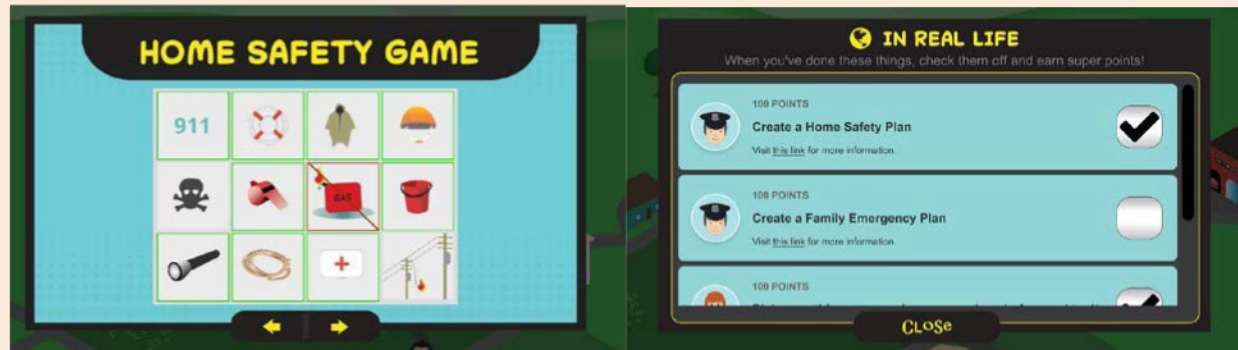 HOME SAFETY GAME
911
GAS
IN REAL LIFE
When you've done these things, check them off and earn super points!
100 POINTS
Create a Home Safety Plan
Visit this link for more information.
100 POINTS
Create a Family Emergency Plan
Visit this link for more information.
100 POINTS
CLOSe